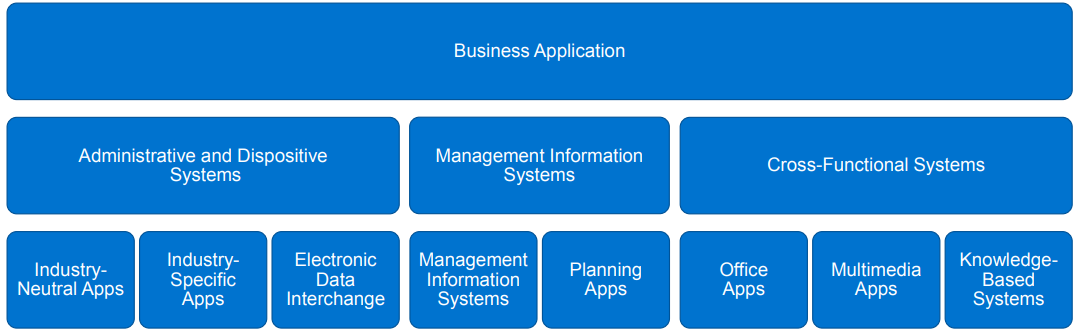 Business Application
Administrative and Dispositive
Systems
Management Information
Systems
Cross-Functional Systems
Industry-
Neutral Apps
Industry-
Specific
Apps
Electronic
Data
Interchange
Management
Information
Systems
Planning
Apps
Office
Apps
Multimedia
Apps
Knowledge-
Based
Systems